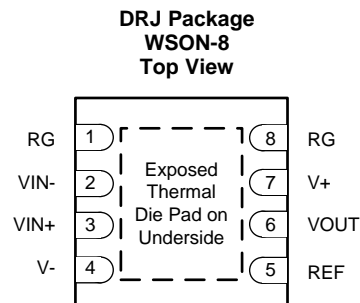 DRJ Package
WSON-8
Top View
RG 1 8 RG
VIN- 2 7 V+
VIN+ 3 6 VOUT
V- 4 5 REF
Exposed
Thermal
Die Pad on
Underside